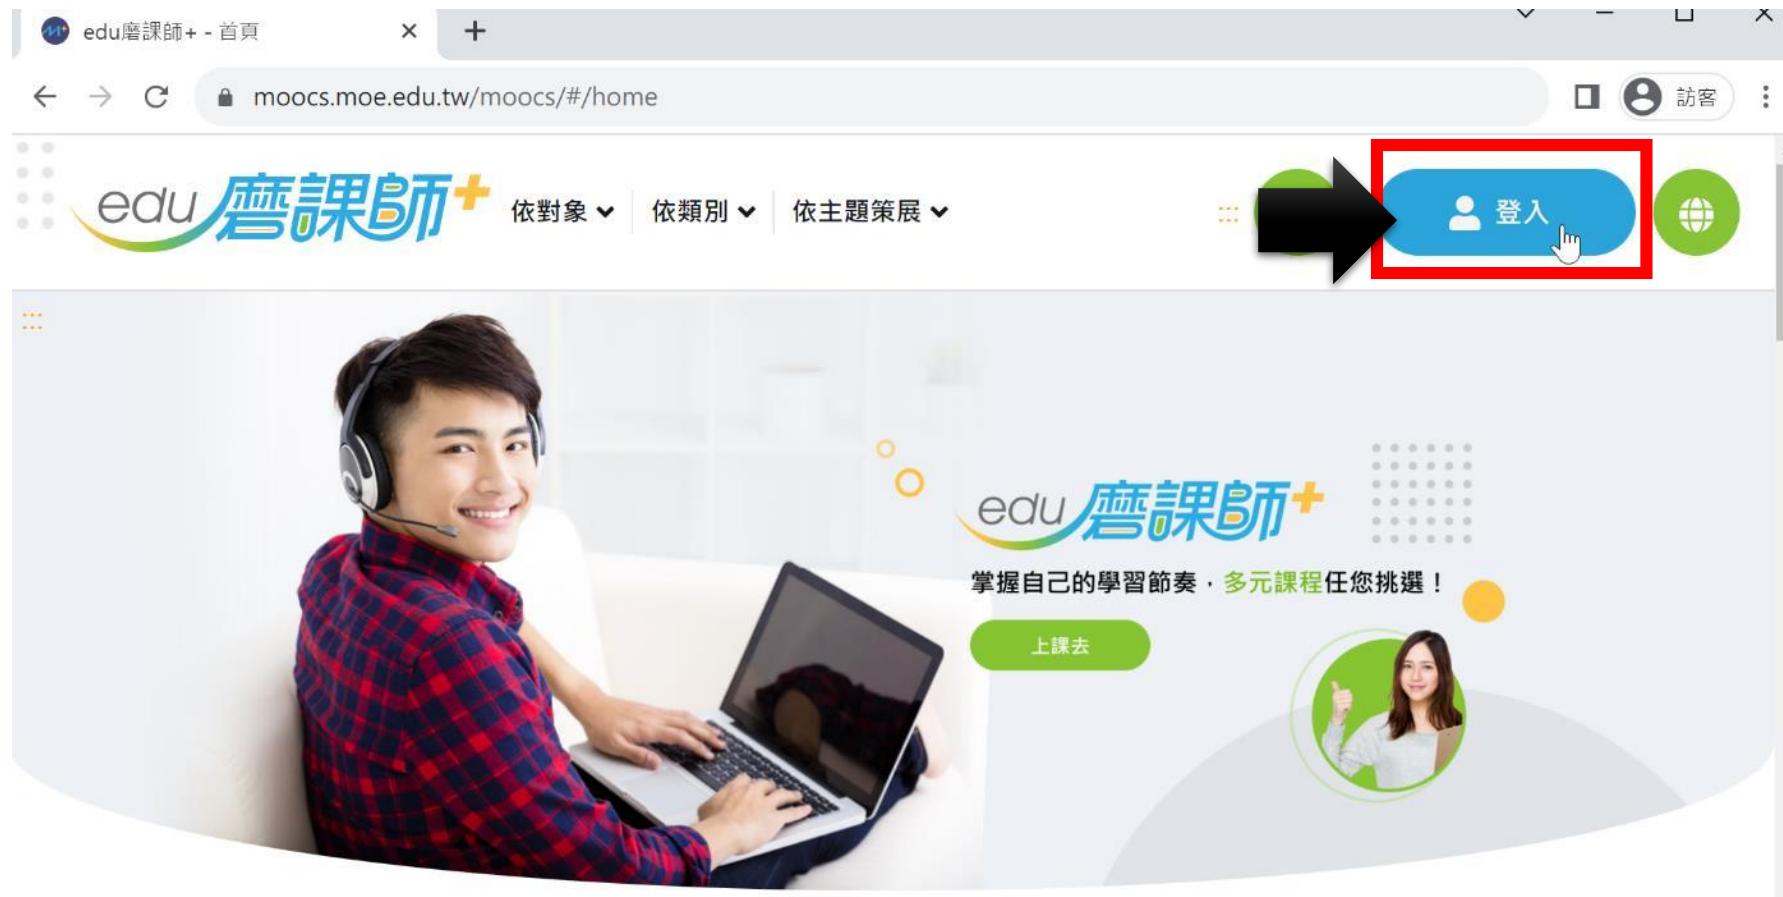 edu磨課師+ - 首頁
moocs.moe.edu.tw/moocs/#/home
訪客
edu磨課師+
依對象
依類別
依主題策展
登入
edu磨課師+
掌握自己的學習節奏，多元課程任您挑選！
上課去